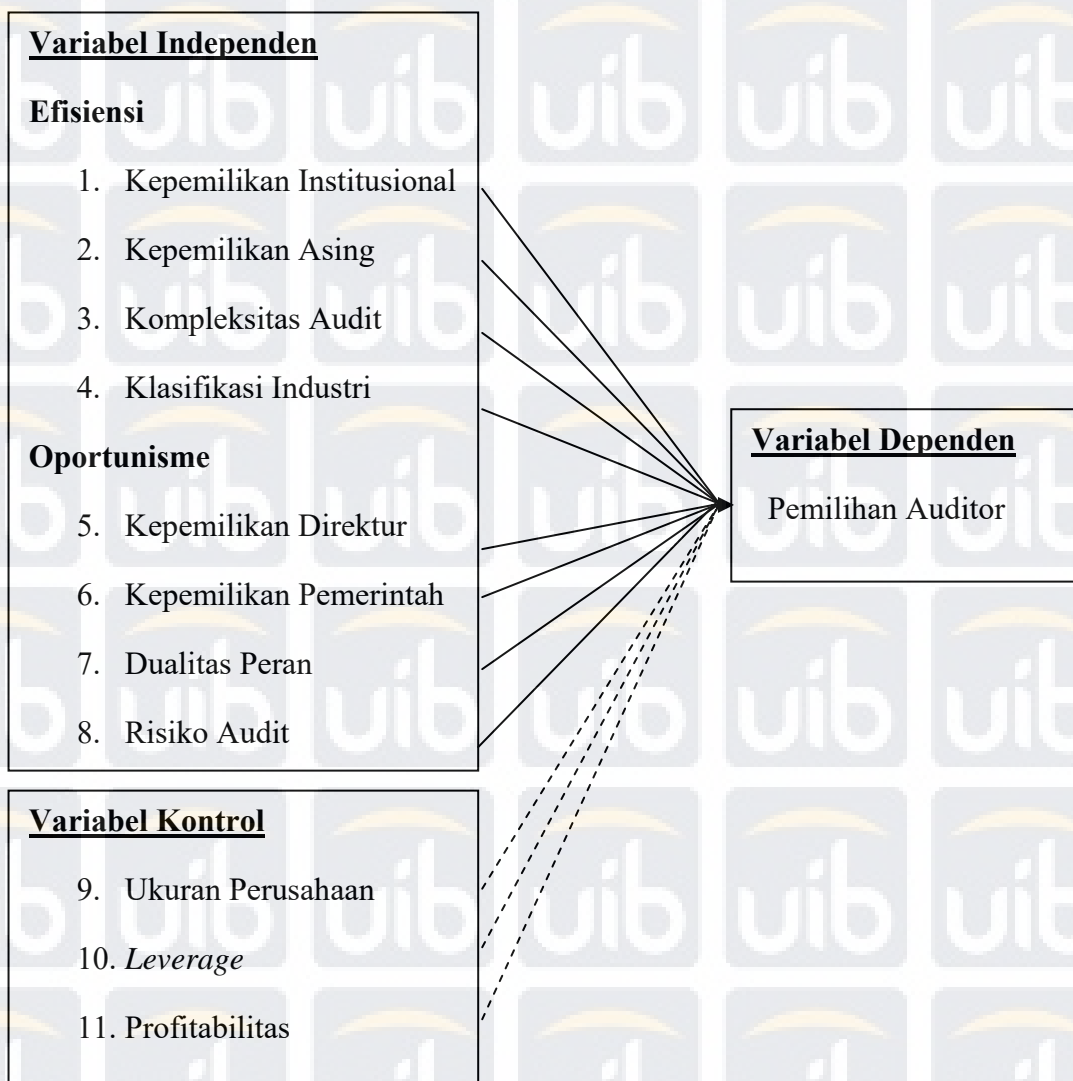 Variabel Independen
Efisiensi
1. Kepemilikan Institusional
2. Kepemilikan Asing
3. Kompleksitas Audit
4. Klasifikasi Industri
Oportunisme
5. Kepemilikan Direktur
6. Kepemilikan Pemerintah
7. Dualitas Peran
8. Risiko Audit
Variabel Kontrol
9. Ukuran Perusahaan
10. Leverage
11. Profitabilitas
Variabel Dependen
Pemilihan Auditor
uib